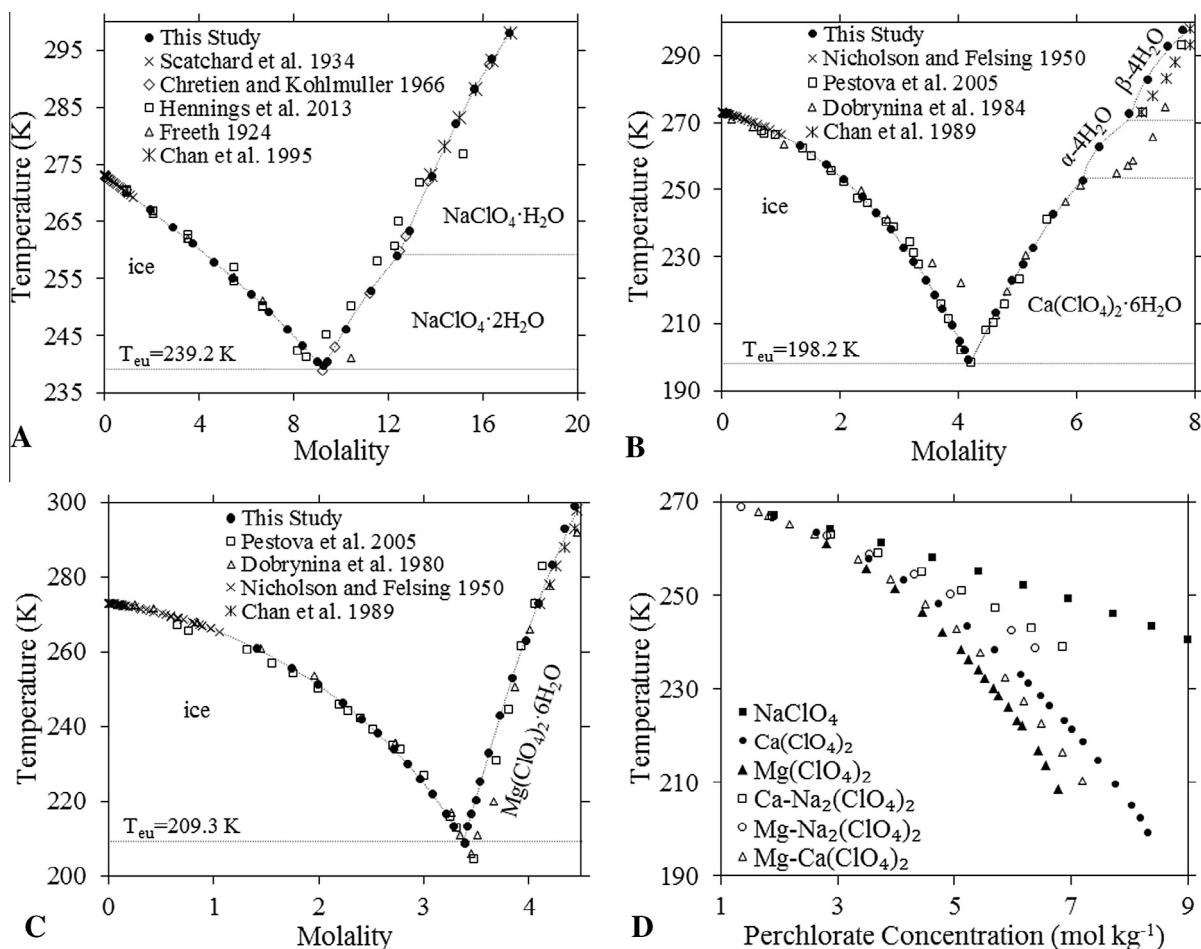 295
285
275
265
255
245
235
Temperature (K)
This Study
Scatchard et al. 1934
Chretien and Kohlmuller 1966
Hennings et al. 2013
Freeth 1924
Chan et al. 1995
NaClO₄·H₂O
ice
NaClO₄·2H₂O
Tₑᵤ=239.2 K
0 4 8 12 16 20
Molality
A
290
270
250
230
210
190
Temperature (K)
This Study
Nicholson and Felsing 1950
Pestova et al. 2005
Dobrynina et al. 1984
Chan et al. 1989
β-4H₂O
α-4H₂O
ice
Ca(ClO₄)₂·6H₂O
Tₑᵤ=198.2 K
0 2 4 6 8
Molality
B
300
280
260
240
220
200
Temperature (K)
This Study
Pestova et al. 2005
Dobrynina et al. 1980
Nicholson and Felsing 1950
Chan et al. 1989
ice
Mg(ClO₄)₂·6H₂O
Tₑᵤ=209.3 K
0 1 2 3 4
Molality
C
270
250
230
210
190
Temperature (K)
NaClO₄
Ca(ClO₄)₂
Mg(ClO₄)₂
Ca-Na₂(ClO₄)₂
Mg-Na₂(ClO₄)₂
Mg-Ca(ClO₄)₂
1 3 5 7 9
Perchlorate Concentration (mol kg⁻¹)
D